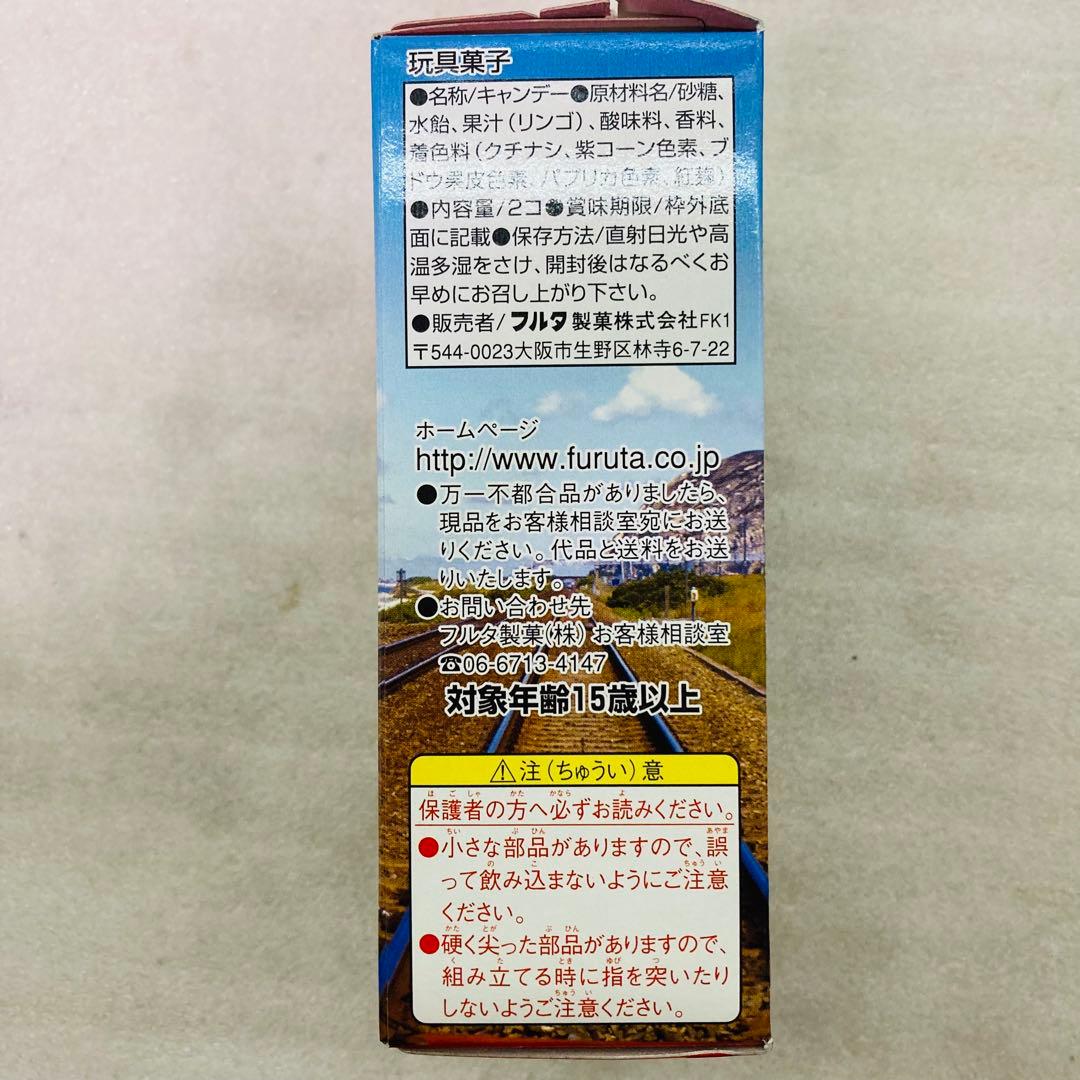 玩具菓子
●名称/キャンデー●原材料名/砂糖、
水飴、果汁(リンゴ)、酸味料、香料、
着色料(クチナシ、紫コーン色素、ブ
ドウ果皮色素、パプリカ色素、紅麹)
●内容量/2コ●賞味期限/枠外底
面に記載●保存方法/直射日光や高
温多湿をさけ、開封後はなるべくお
早めにお召し上がり下さい。
●販売者/フルタ製菓株式会社FK1
〒544-0023大阪市生野区林寺6-7-22
ホームページ
http://www.furuta.co.jp
●万一不都合品がありましたら、
現品をお客様相談室宛にお送
りください。代品と送料をお送
りいたします。
●お問い合わせ先
フルタ製菓(株)お客様相談室
☎06-6713-4147
対象年齢15歳以上
⚠注(ちゅうい)意
保護者の方へ必ずお読みください。
●小さな部品がありますので、誤
って飲み込まないようにご注意
ください。
●硬く尖った部品がありますので、
組み立てる時に指を突いたり
しないようご注意ください。